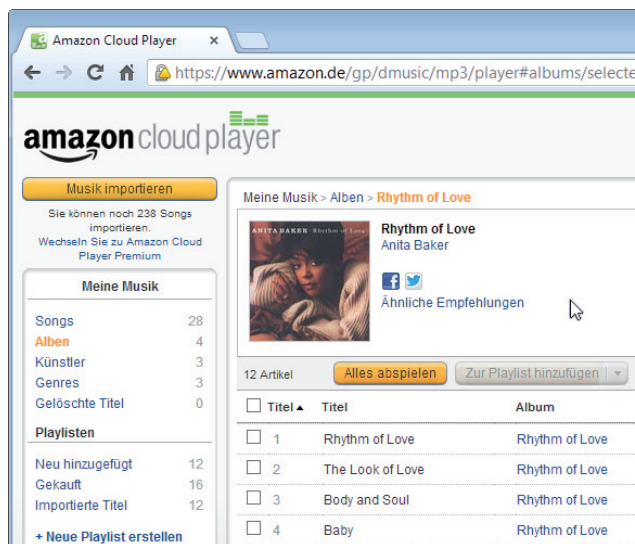 Amazon Cloud Player
https://www.amazon.de/gp/dmusic/mp3/player#albums/selecte
amazon cloud player
Musik importieren
Sie können noch 238 Songs
importieren.
Wechseln Sie zu Amazon Cloud
Player Premium
Meine Musik
Songs 28
Alben 4
Künstler 3
Genres 3
Gelöschte Titel 0
Playlisten
Neu hinzugefügt 12
Gekauft 16
Importierte Titel 12
+ Neue Playlist erstellen
Meine Musik > Alben > Rhythm of Love
ANITA BAKER Rhythm of Love
Rhythm of Love
Anita Baker
Ähnliche Empfehlungen
12 Artikel Alles abspielen Zur Playlist hinzufügen
Titel Titel Album
1 Rhythm of Love Rhythm of Love
2 The Look of Love Rhythm of Love
3 Body and Soul Rhythm of Love
4 Baby Rhythm of Love